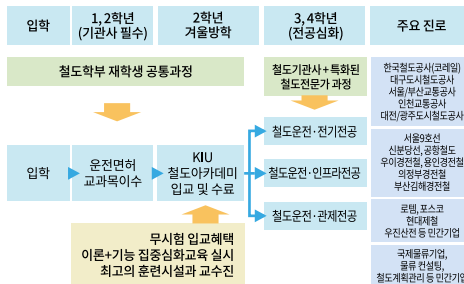 입학
1, 2학년
(기관사 필수)
2학년
겨울방학
3, 4학년
(전공심화)
주요 진로
철도학부 재학생 공통과정
철도기관사+특화된
철도전문가 과정
입학
운전면허
교과목이수
KIU
철도아카데미
입교 및 수료
철도운전·전기전공
철도운전·인프라전공
철도운전·관제전공
무시험 입교혜택
이론+기능 집중심화교육 실시
최고의 훈련시설과 교수진
한국철도공사(코레일)
대구도시철도공사
서울/부산교통공사
인천교통공사
대전/광주도시철도공사
서울9호선
신분당선, 공항철도
우이경전철, 용인경전철
의정부경전철
부산김해경전철
로템, 포스코
현대제철
우진산전 등 민간기업
국제물류기업,
물류 컨설팅,
철도계획관리 등 민간기업